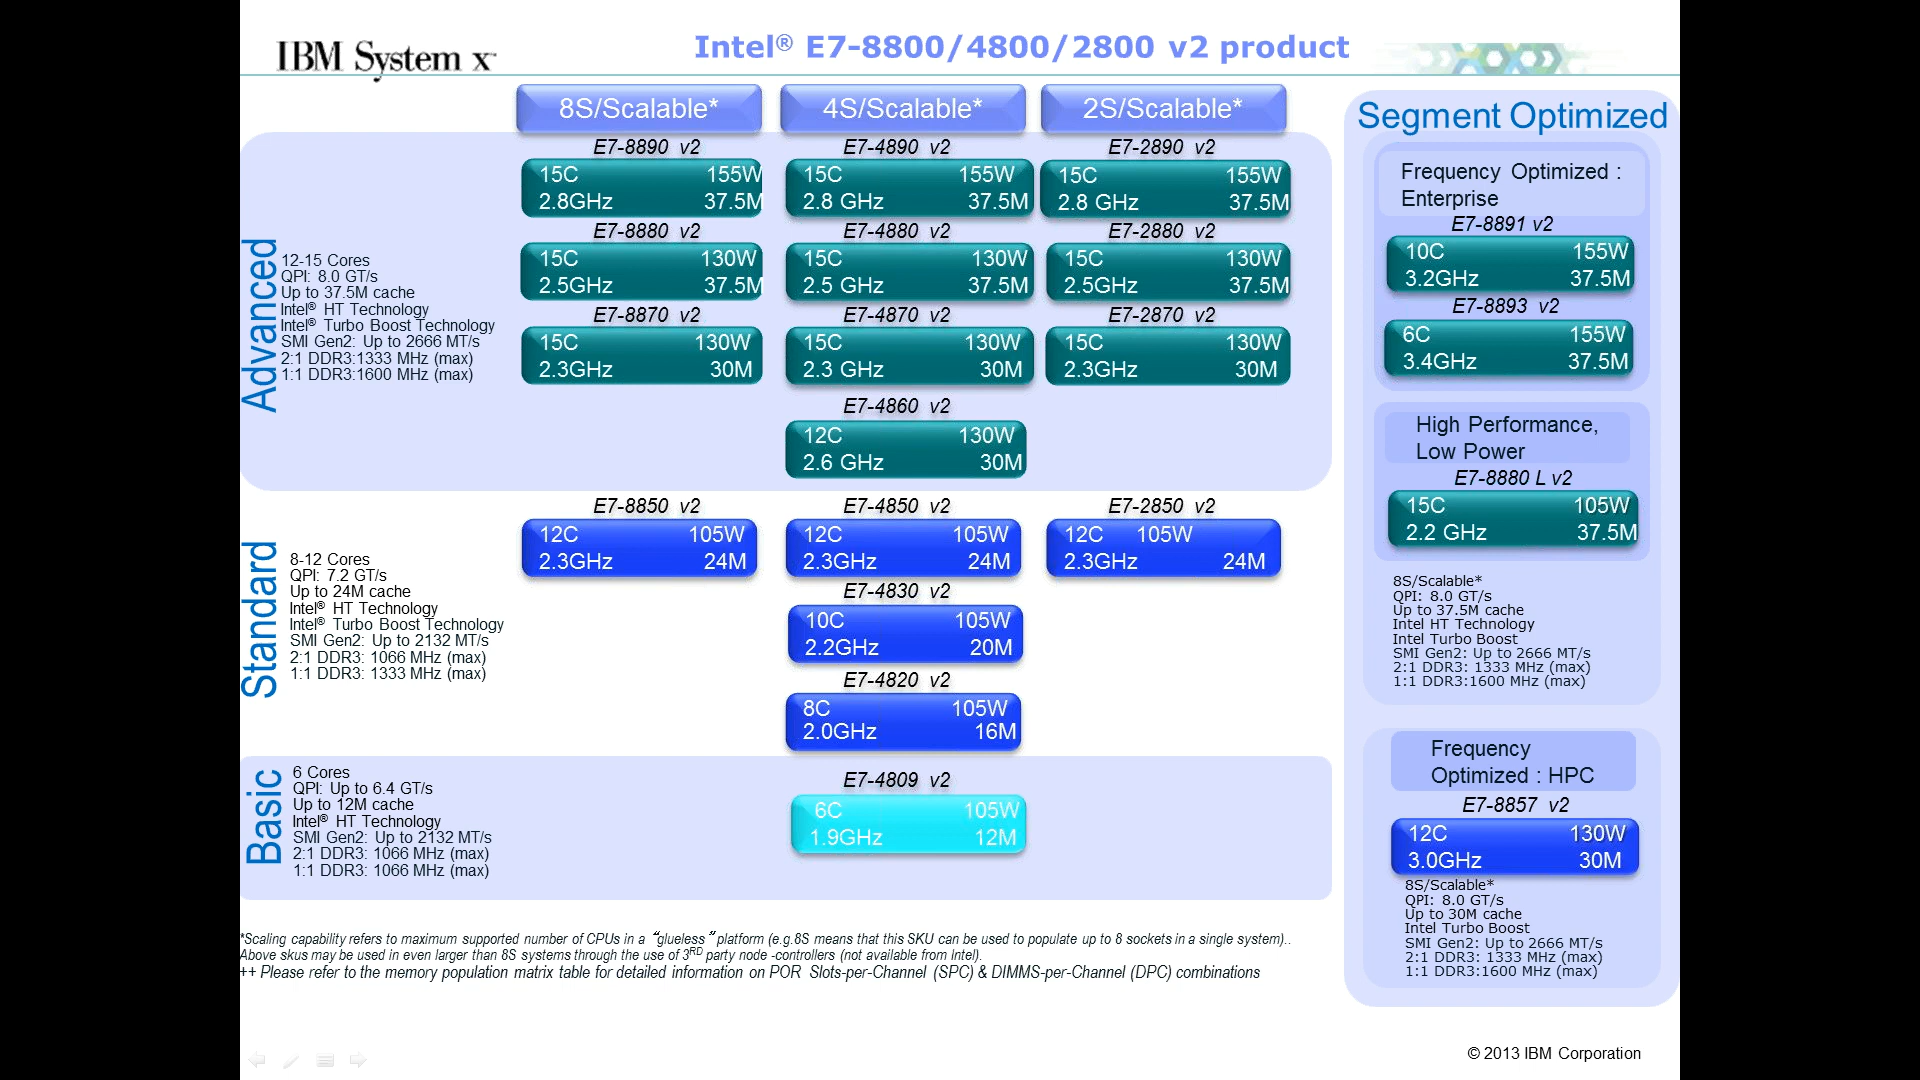 IBM System x™
Intel® E7-8800/4800/2800 v2 product
8S/Scalable*
4S/Scalable*
2S/Scalable*
Advanced
12-15 Cores
QPI: 8.0 GT/s
Up to 37.5M cache
Intel® HT Technology
Intel® Turbo Boost Technology
SMI Gen2: Up to 2666 MT/s
2:1 DDR3:1333 MHz (max)
1:1 DDR3:1600 MHz (max)
E7-8890 v2
15C 155W
2.8GHz 37.5M
E7-4890 v2
15C 155W
2.8 GHz 37.5M
E7-2890 v2
15C 155W
2.8 GHz 37.5M
E7-8880 v2
15C 130W
2.5GHz 37.5M
E7-4880 v2
15C 130W
2.5 GHz 37.5M
E7-2880 v2
15C 130W
2.5GHz 37.5M
E7-8870 v2
15C 130W
2.3GHz 30M
E7-4870 v2
15C 130W
2.3 GHz 30M
E7-2870 v2
15C 130W
2.3GHz 30M
E7-4860 v2
12C 130W
2.6 GHz 30M
Standard
8-12 Cores
QPI: 7.2 GT/s
Up to 24M cache
Intel® HT Technology
Intel® Turbo Boost Technology
SMI Gen2: Up to 2132 MT/s
2:1 DDR3: 1066 MHz (max)
1:1 DDR3: 1333 MHz (max)
E7-8850 v2
12C 105W
2.3GHz 24M
E7-4850 v2
12C 105W
2.3GHz 24M
E7-2850 v2
12C 105W
2.3GHz 24M
E7-4830 v2
10C 105W
2.2GHz 20M
E7-4820 v2
8C 105W
2.0GHz 16M
Basic
6 Cores
QPI: Up to 6.4 GT/s
Up to 12M cache
Intel® HT Technology
SMI Gen2: Up to 2132 MT/s
2:1 DDR3: 1066 MHz (max)
1:1 DDR3: 1066 MHz (max)
E7-4809 v2
6C 105W
1.9GHz 12M
Segment Optimized
Frequency Optimized :
Enterprise
E7-8891 v2
10C 155W
3.2GHz 37.5M
E7-8893 v2
6C 155W
3.4GHz 37.5M
High Performance,
Low Power
E7-8880 L v2
15C 105W
2.2 GHz 37.5M
8S/Scalable*
QPI: 8.0 GT/s
Up to 37.5M cache
Intel HT Technology
Intel Turbo Boost
SMI Gen2: Up to 2666 MT/s
2:1 DDR3: 1333 MHz (max)
1:1 DDR3:1600 MHz (max)
Frequency
Optimized : HPC
E7-8857 v2
12C 130W
3.0GHz 30M
8S/Scalable*
QPI: 8.0 GT/s
Up to 30M cache
Intel Turbo Boost
SMI Gen2: Up to 2666 MT/s
2:1 DDR3: 1333 MHz (max)
1:1 DDR3:1600 MHz (max)
*Scaling capability refers to maximum supported number of CPUs in a “glueless” platform (e.g.8S means that this SKU can be used to populate up to 8 sockets in a single system)..
Above skus may be used in even larger than 8S systems through the use of 3RD party node -controllers (not available from Intel).
++ Please refer to the memory population matrix table for detailed information on POR Slots-per-Channel (SPC) & DIMMS-per-Channel (DPC) combinations
© 2013 IBM Corporation